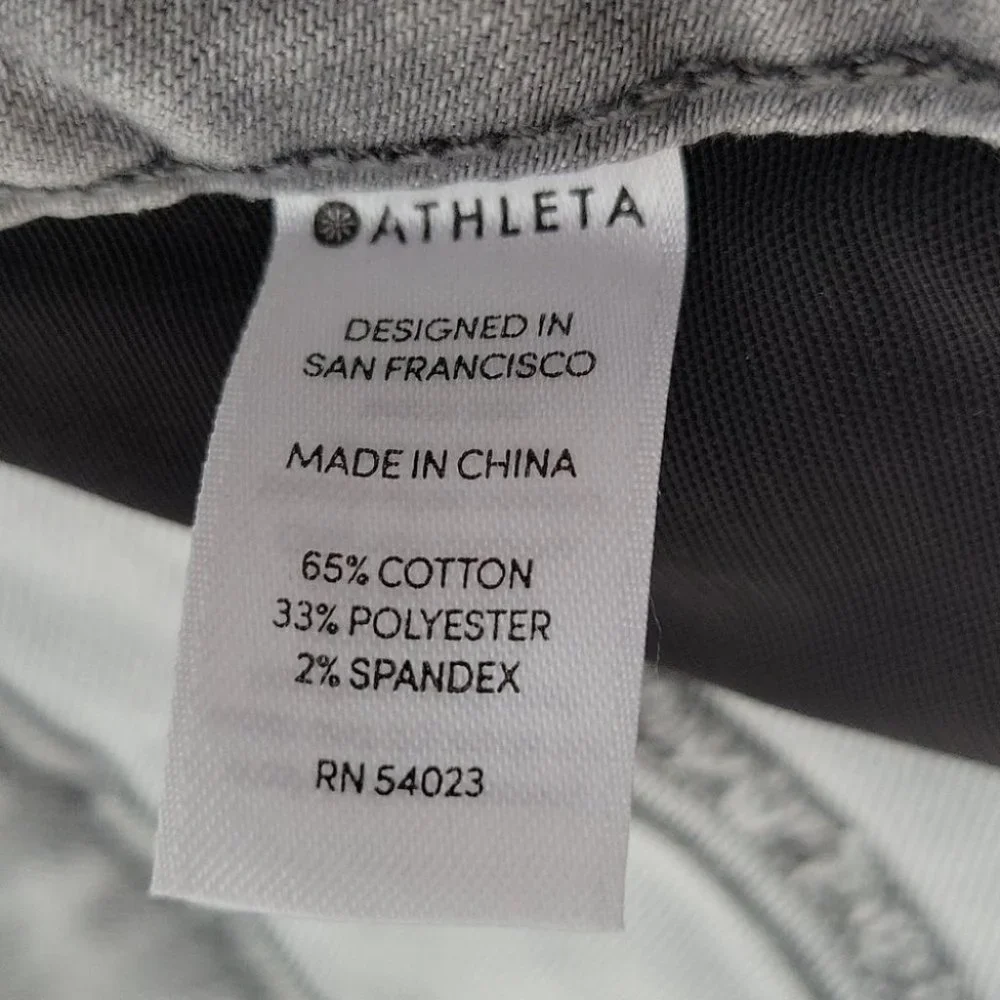 ATHLETA
DESIGNED IN
SAN FRANCISCO
MADE IN CHINA
65% COTTON
33% POLYESTER
2% SPANDEX
RN 54023